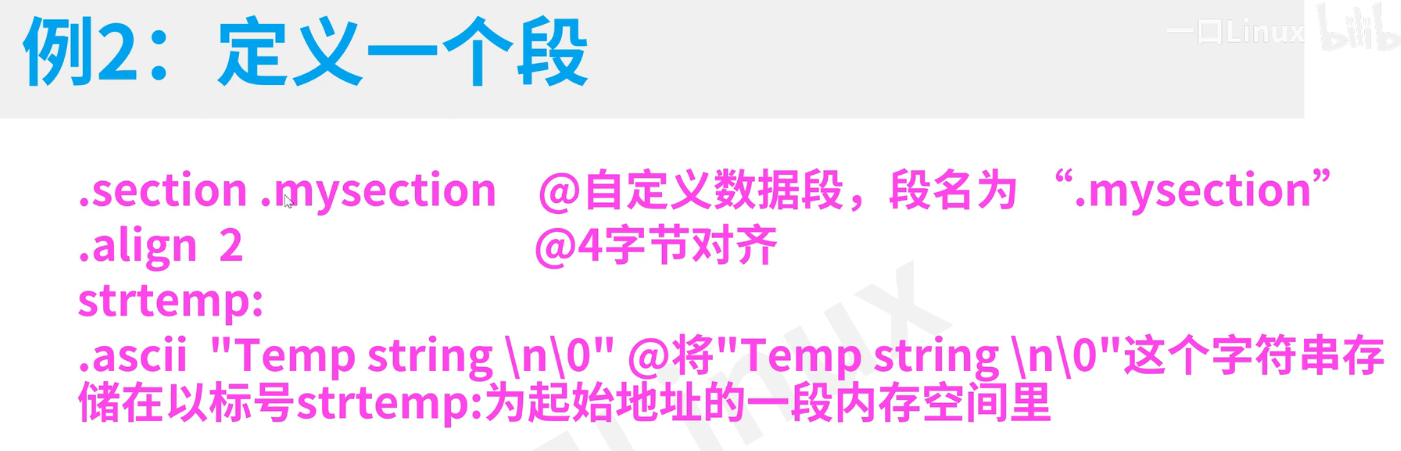 例2：定义一个段
一口Linux
bilib
.section .mysection @自定义数据段，段名为 “.mysection”
.align 2 @4字节对齐
strtemp:
.ascii "Temp string \n\0" @将"Temp string \n\0"这个字符串存
储在以标号strtemp:为起始地址的一段内存空间里
Linux